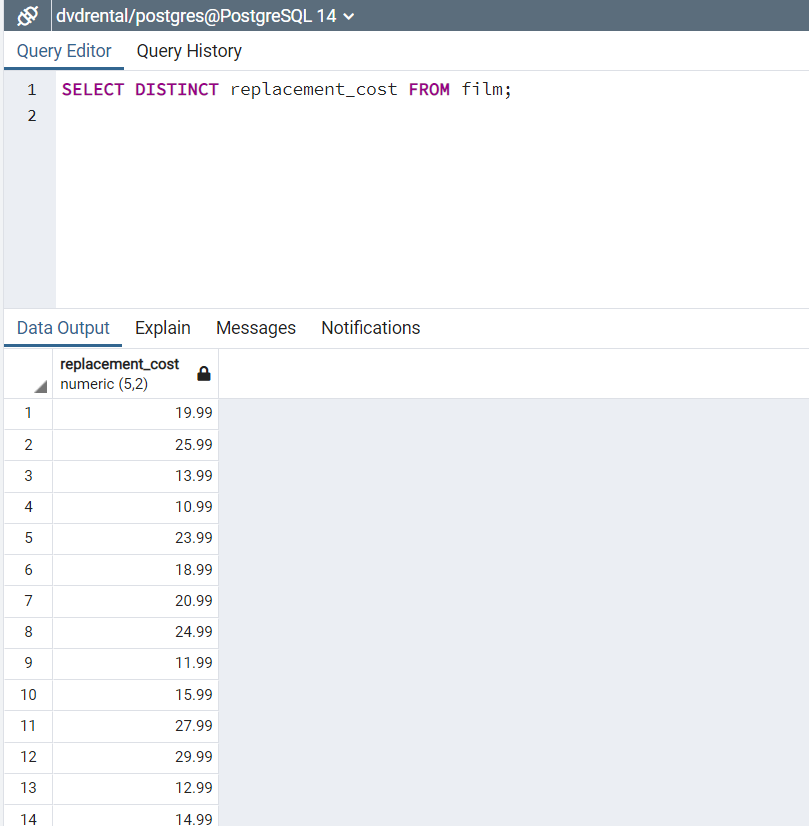 dvdrental/postgres@PostgreSQL 14
Query Editor Query History
1 SELECT DISTINCT replacement_cost FROM film;
2
Data Output Explain Messages Notifications
replacement_cost
numeric (5,2)
1 19.99
2 25.99
3 13.99
4 10.99
5 23.99
6 18.99
7 20.99
8 24.99
9 11.99
10 15.99
11 27.99
12 29.99
13 12.99
14 14.99